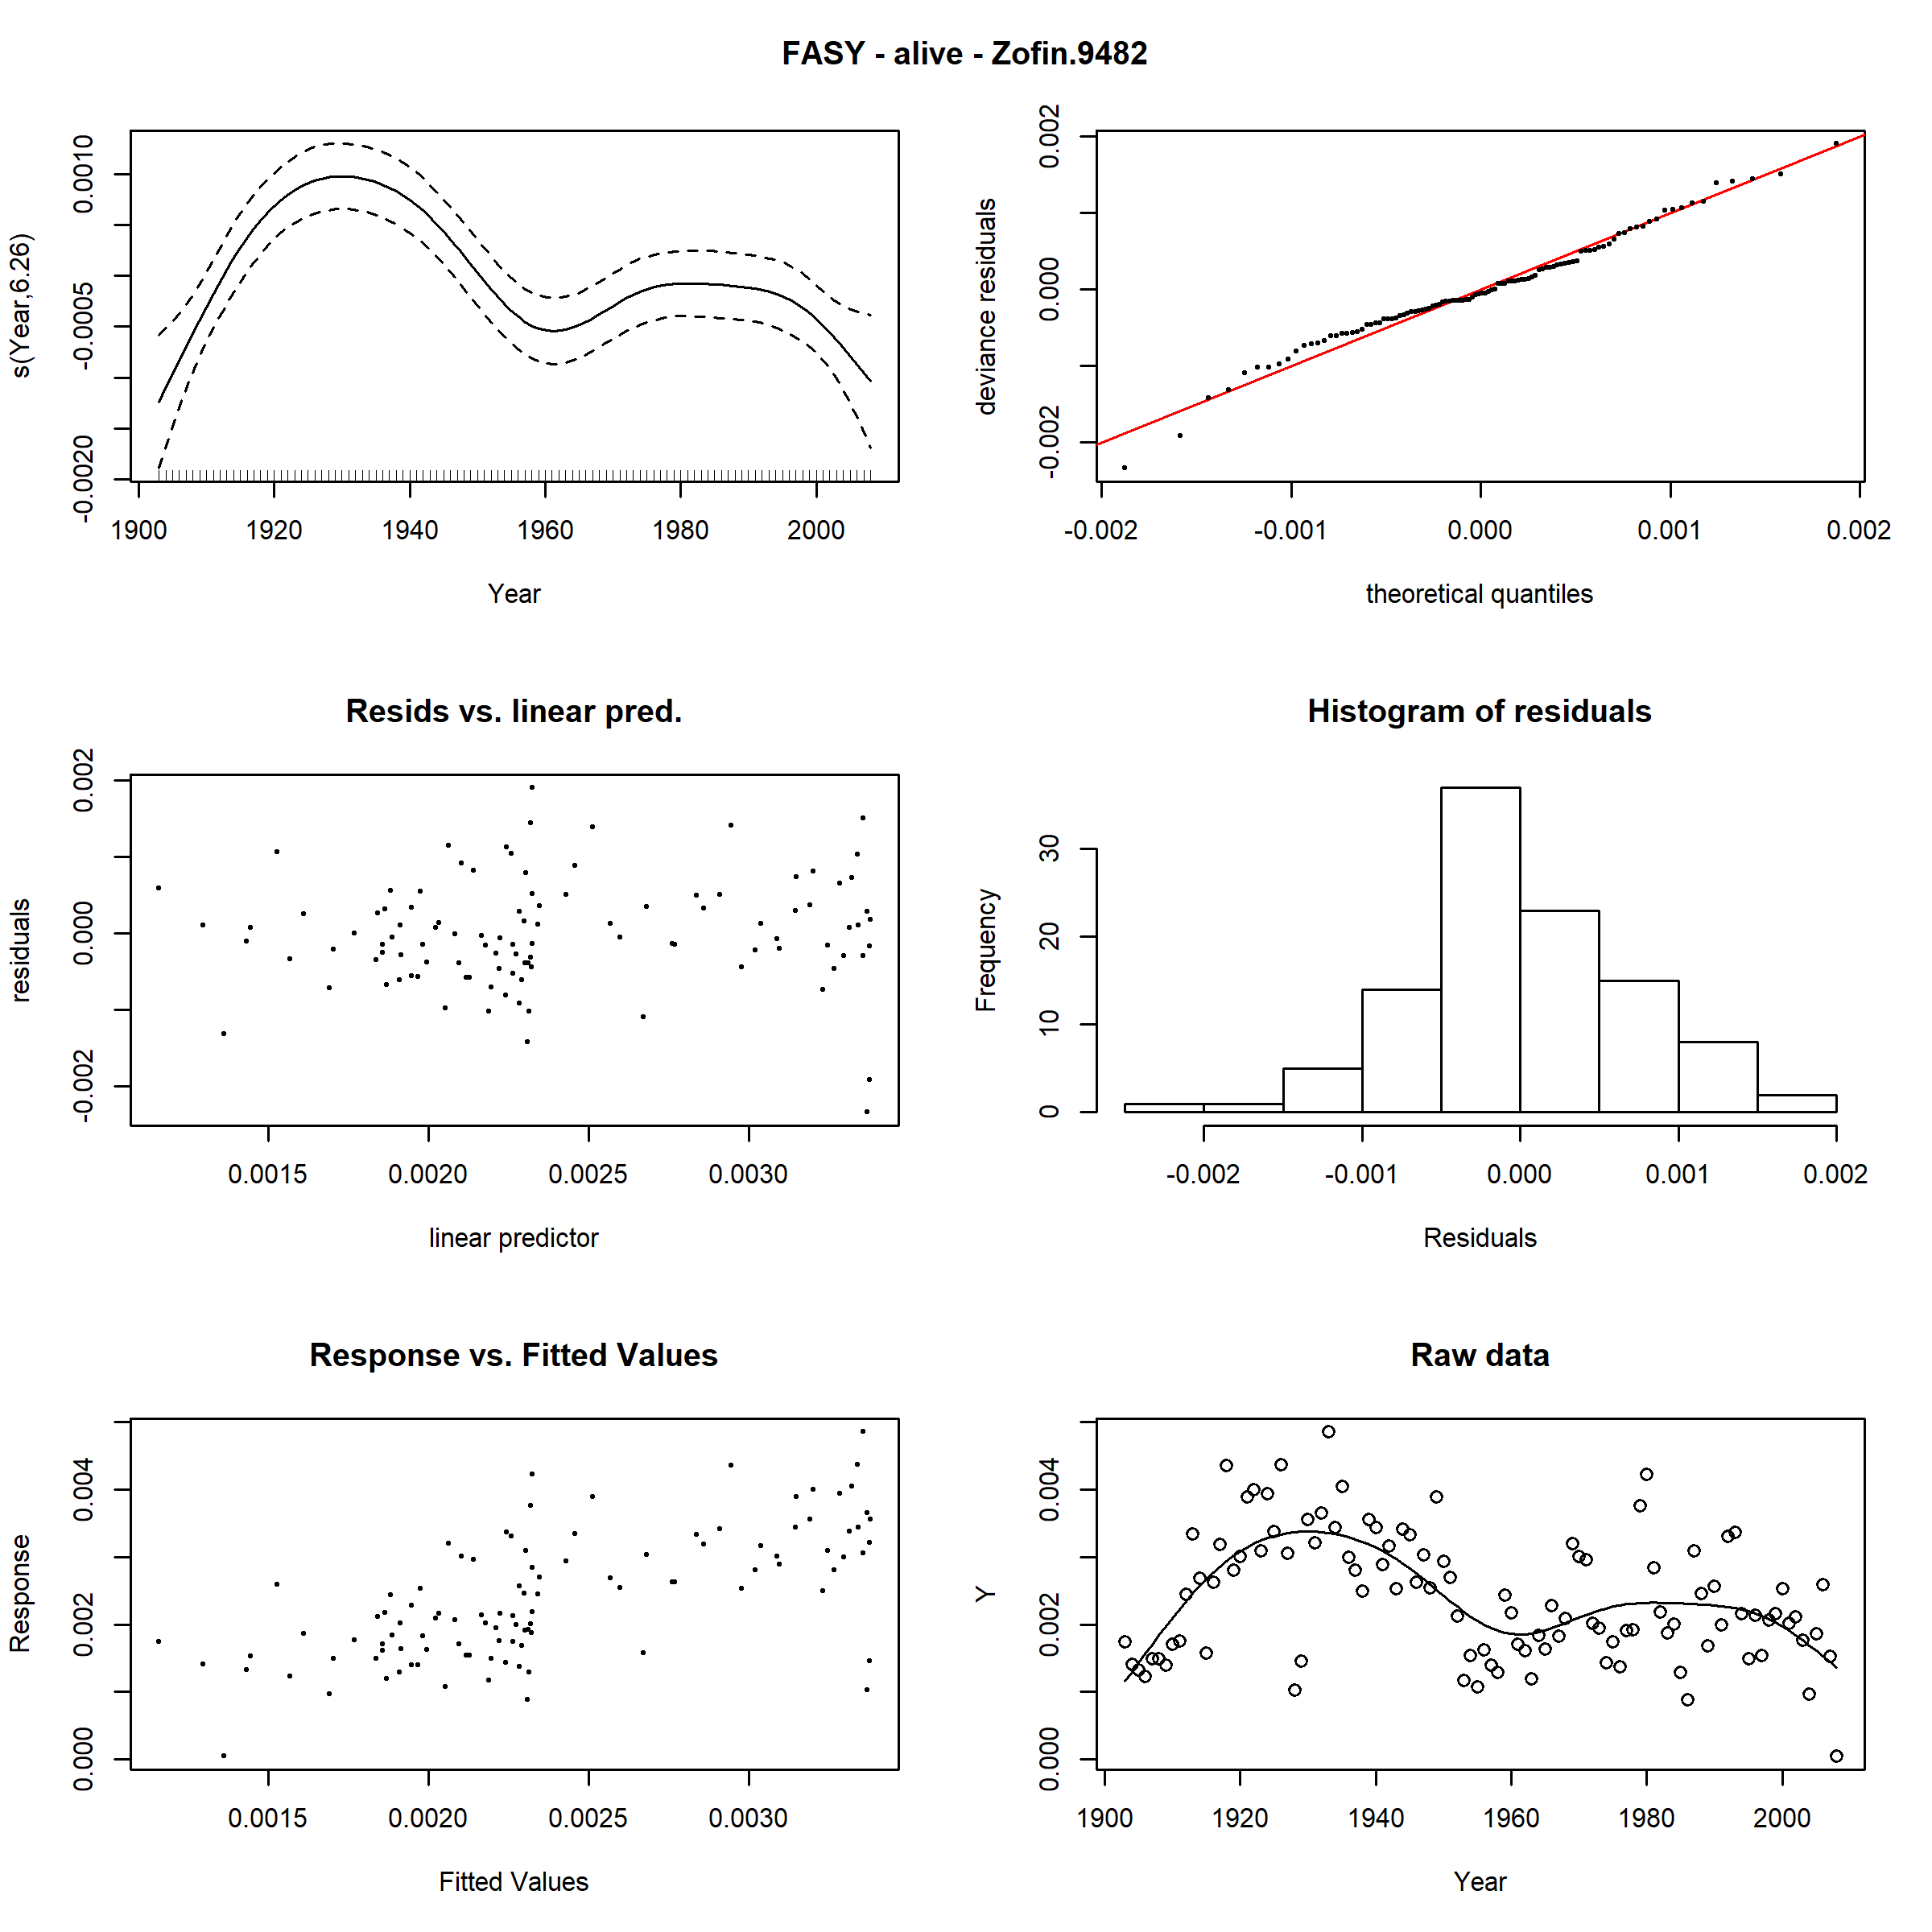 FASY - alive - Zofin.9482
s(Year,6.26)
-0.0020 -0.0005 0.0010
1900 1920 1940 1960 1980 2000
Year
deviance residuals
-0.002 0.000 0.002
-0.002 -0.001 0.000 0.001 0.002
theoretical quantiles
Resids vs. linear pred.
residuals
-0.002 0.000 0.002
0.0015 0.0020 0.0025 0.0030
linear predictor
Histogram of residuals
Frequency
0 10 20 30
-0.002 -0.001 0.000 0.001 0.002
Residuals
Response vs. Fitted Values
Response
0.000 0.002 0.004
0.0015 0.0020 0.0025 0.0030
Fitted Values
Raw data
Y
0.000 0.002 0.004
1900 1920 1940 1960 1980 2000
Year